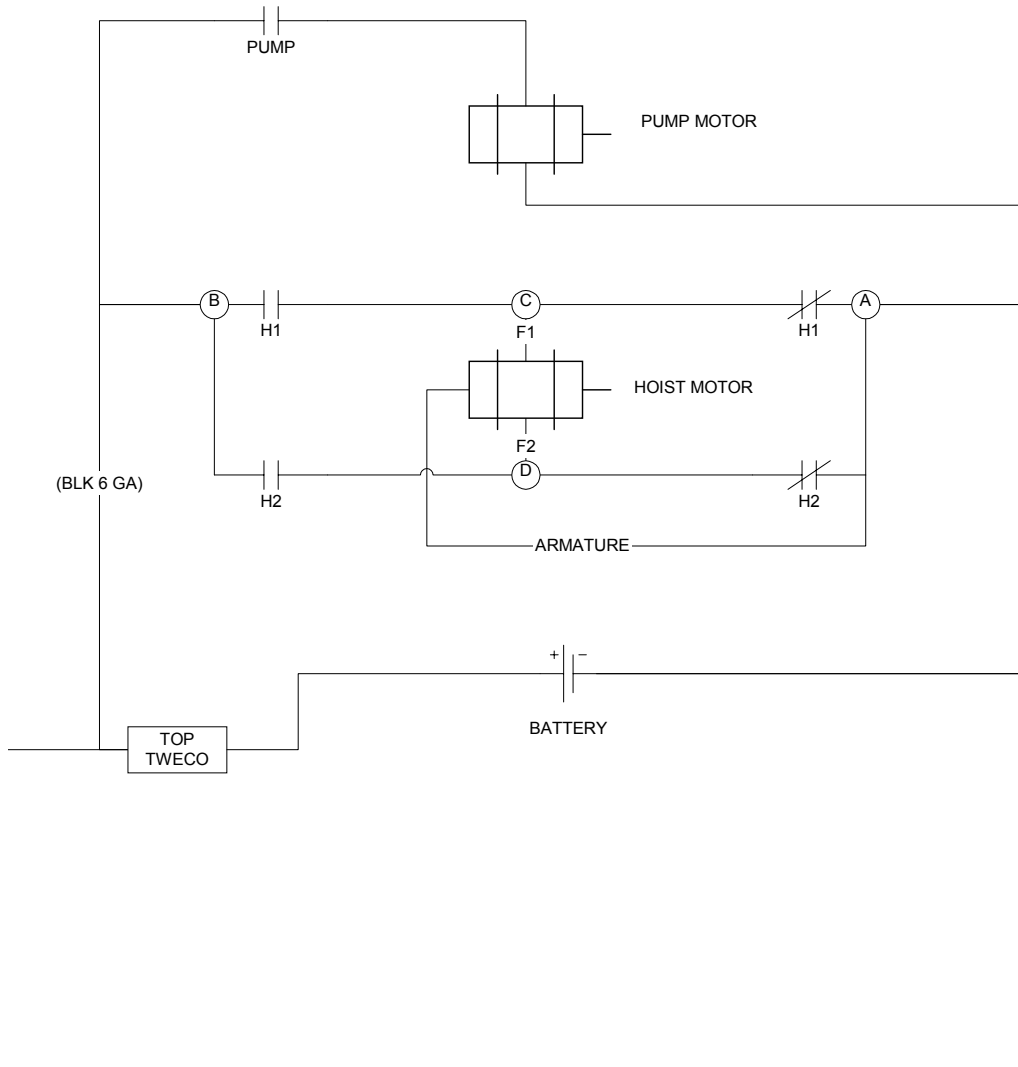 PUMP
PUMP MOTOR
B
C
A
H1
F1
H1
HOIST MOTOR
F2
D
(BLK 6 GA)
H2
H2
ARMATURE
+ −
BATTERY
TOP
TWECO